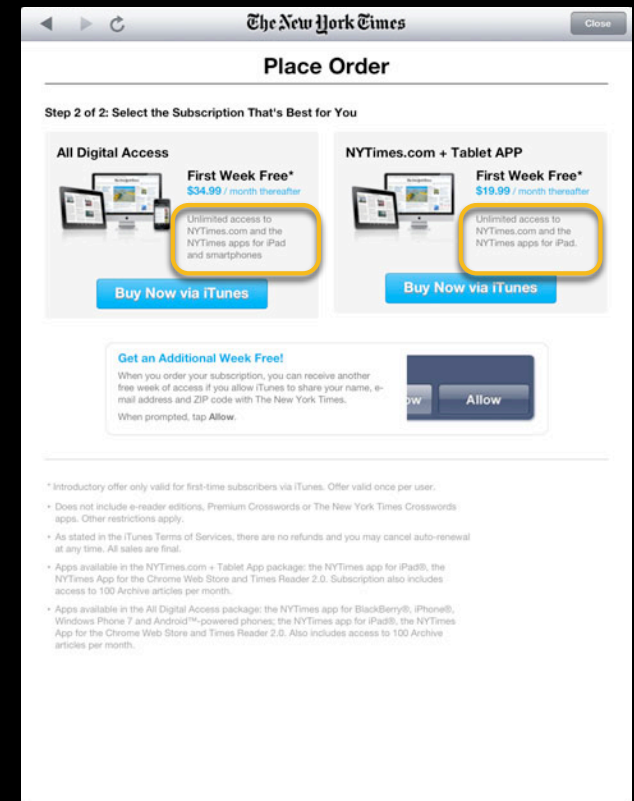 The New York Times
Close
Place Order
Step 2 of 2: Select the Subscription That's Best for You
All Digital Access
First Week Free*
$34.99 / month thereafter
Unlimited access to
NYTimes.com and the
NYTimes apps for iPad
and smartphones
Buy Now via iTunes
NYTimes.com + Tablet APP
First Week Free*
$19.99 / month thereafter
Unlimited access to
NYTimes.com and the
NYTimes apps for iPad.
Buy Now via iTunes
Get an Additional Week Free!
When you order your subscription, you can receive another
free week of access if you allow iTunes to share your name, e-
mail address and ZIP code with The New York Times.
When prompted, tap Allow.
ow
Allow
* Introductory offer only valid for first-time subscribers via iTunes. Offer valid once per user.
• Does not include e-reader editions, Premium Crosswords or The New York Times Crosswords
apps. Other restrictions apply.
• As stated in the iTunes Terms of Services, there are no refunds and you may cancel auto-renewal
at any time. All sales are final.
• Apps available in the NYTimes.com + Tablet App package: the NYTimes app for iPad®, the
NYTimes App for the Chrome Web Store and Times Reader 2.0. Subscription also includes
access to 100 Archive articles per month.
• Apps available in the All Digital Access package: the NYTimes app for BlackBerry®, iPhone®,
Windows Phone 7 and Android™-powered phones; the NYTimes app for iPad®, the NYTimes
App for the Chrome Web Store and Times Reader 2.0. Also includes access to 100 Archive
articles per month.